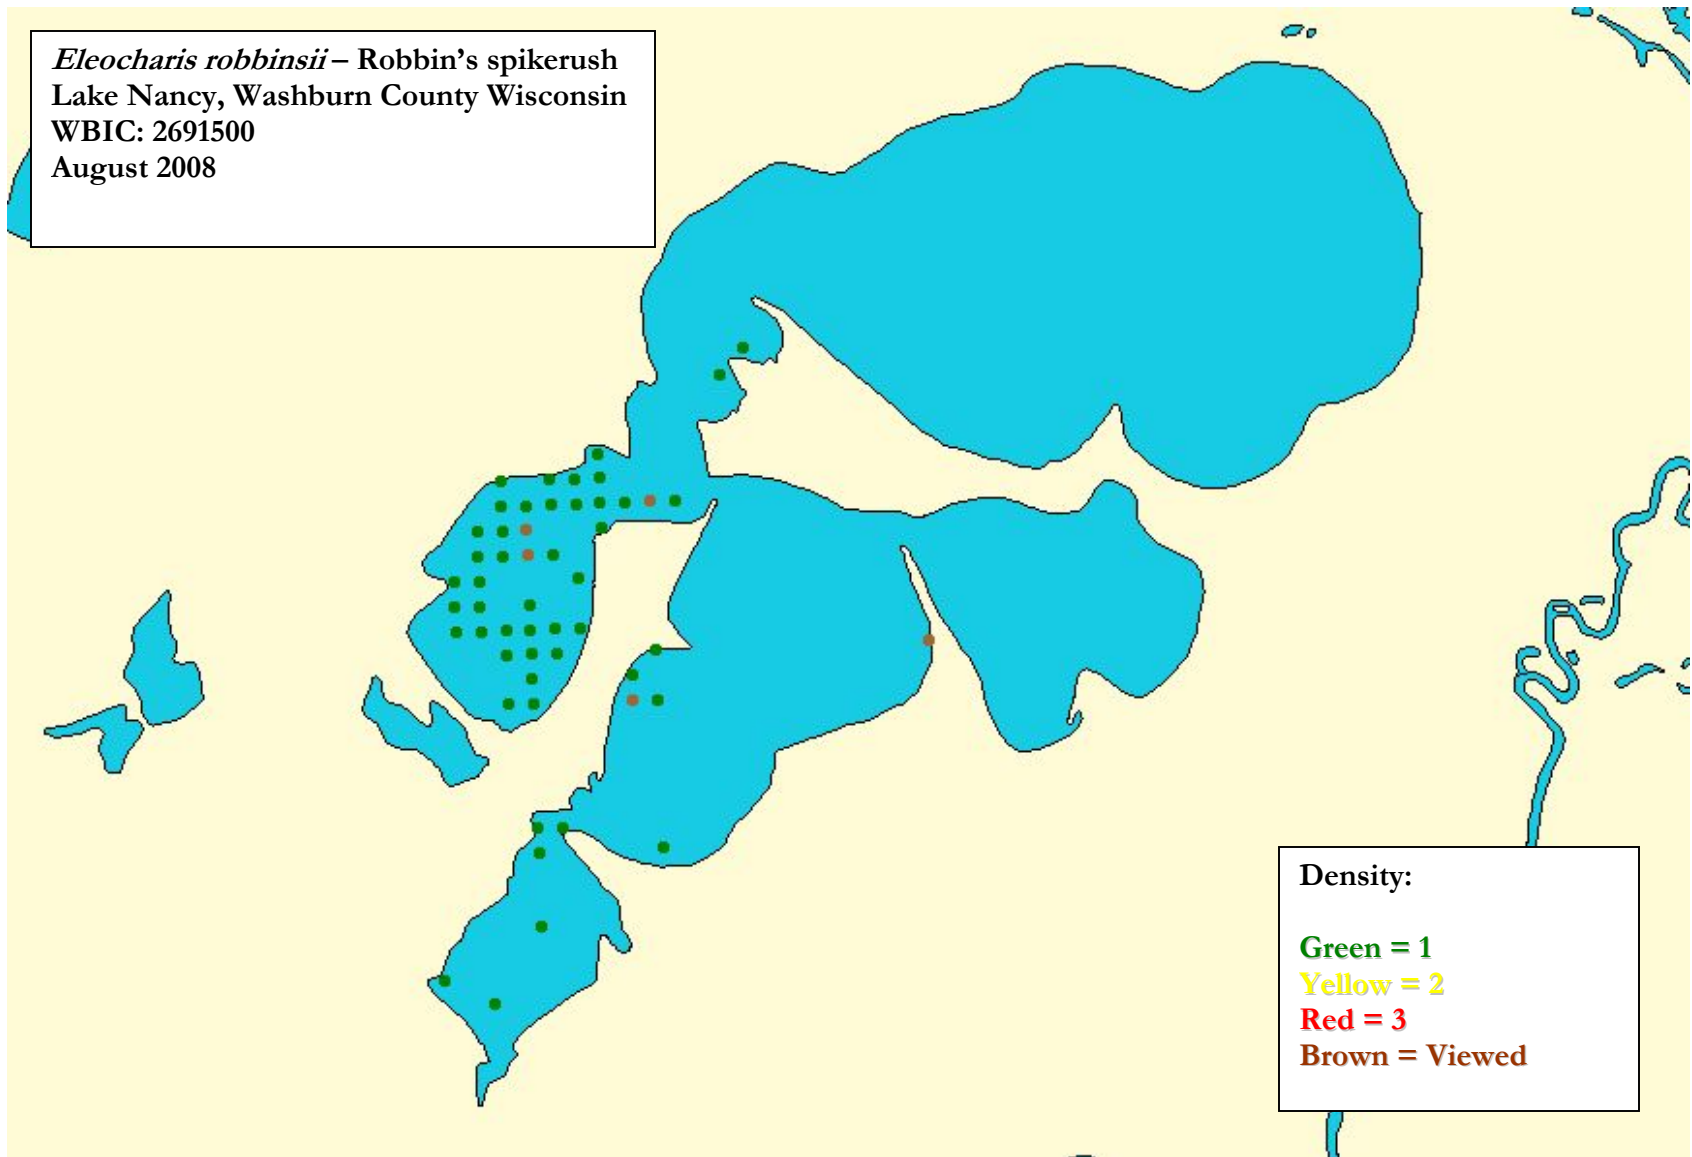 Eleocharis robbinsii – Robbin’s spikerush
Lake Nancy, Washburn County Wisconsin
WBIC: 2691500
August 2008
Density:
Green = 1
Yellow = 2
Red = 3
Brown = Viewed